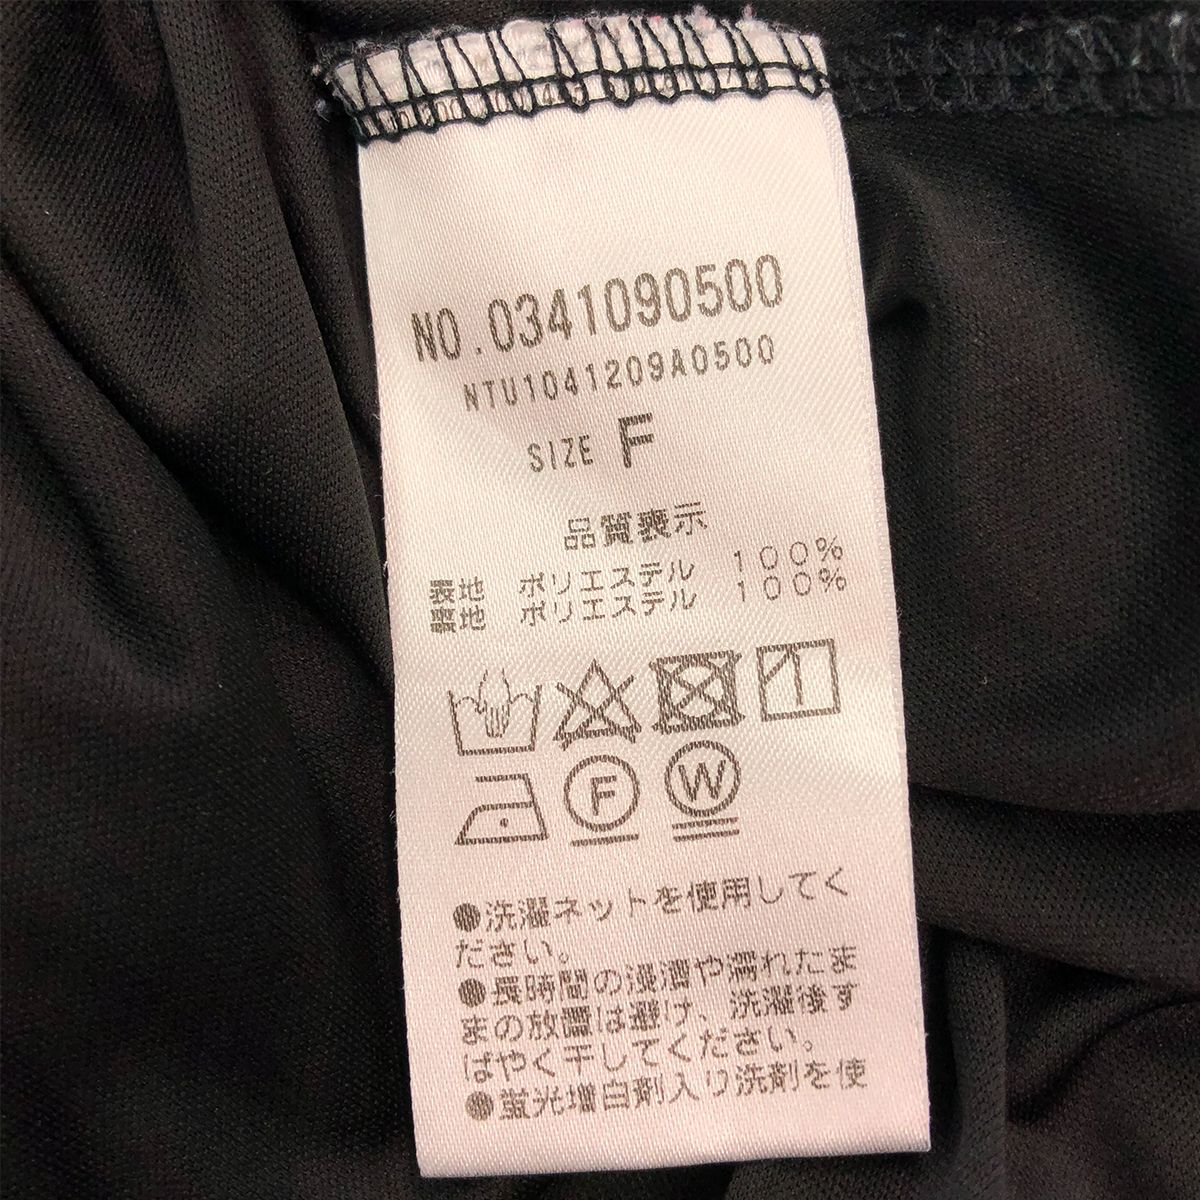 NO.0341090500
NTU1041209A0500
SIZE F
品質表示
表地 ポリエステル 100%
裏地 ポリエステル 100%
F W
●洗濯ネットを使用してく
ださい。
●長時間の浸漬や濡れたま
まの放置は避け、洗濯後す
ばやく干してください。
●蛍光増白剤入り洗剤を使